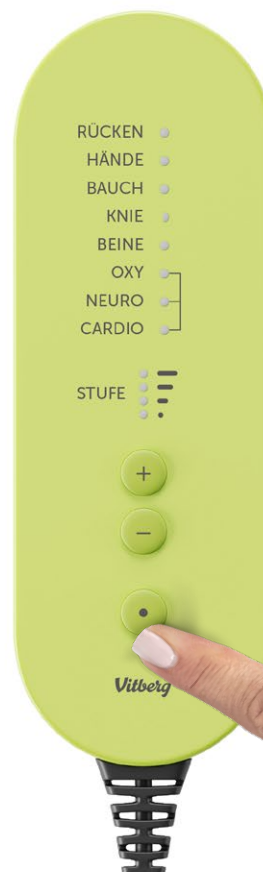 RÜCKEN
HÄNDE
BAUCH
KNIE
BEINE
OXY
NEURO
CARDIO
STUFE
+
−
Vitberg